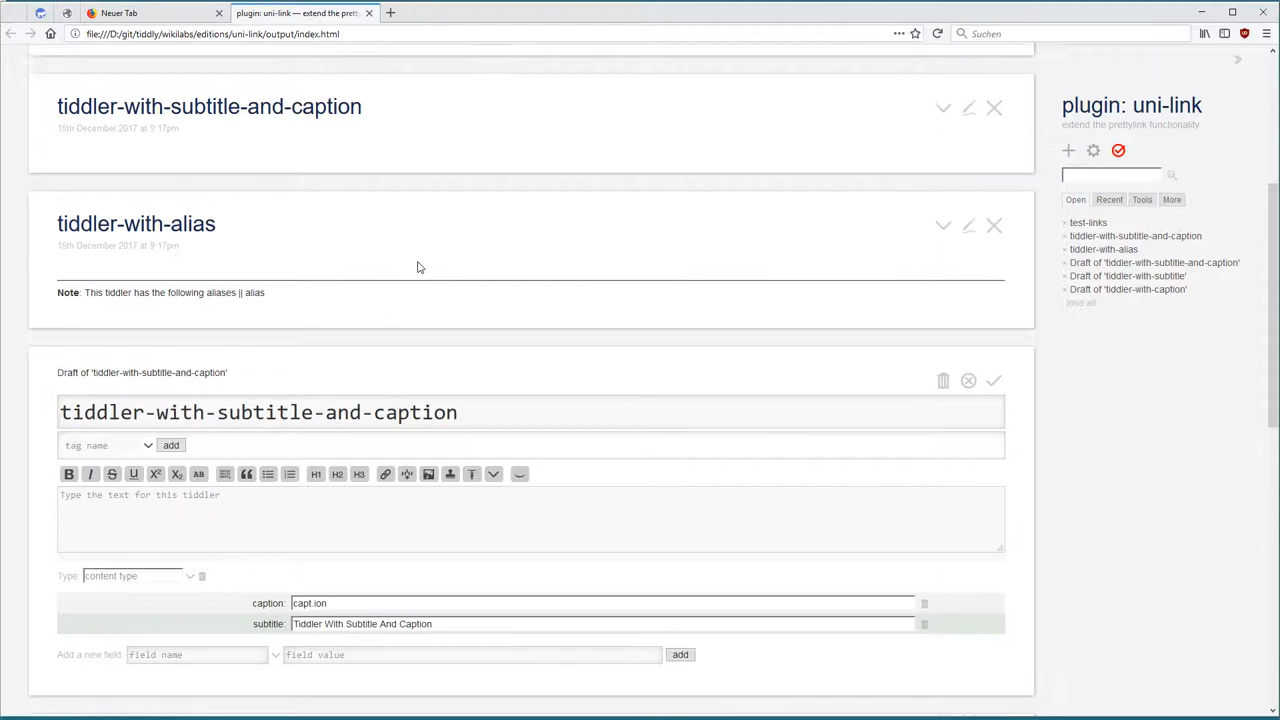 Neuer Tab
plugin: uni-link — extend the pretty
file:///D:/git/tiddly/wikilabs/editions/uni-link/output/index.html
Suchen
tiddler-with-subtitle-and-caption
15th December 2017 at 9:17pm
tiddler-with-alias
15th December 2017 at 9:17pm
Note: This tiddler has the following aliases || alias
Draft of 'tiddler-with-subtitle-and-caption'
tiddler-with-subtitle-and-caption
tag name
add
B I S U X² X₂ AB H1 H2 H3 T
Type the text for this tiddler
Type content type
caption: capt.ion
subtitle: Tiddler With Subtitle And Caption
Add a new field field name field value add
plugin: uni-link
extend the prettylink functionality
Open Recent Tools More
× test-links
× tiddler-with-subtitle-and-caption
× tiddler-with-alias
× Draft of 'tiddler-with-subtitle-and-caption'
× Draft of 'tiddler-with-subtitle'
× Draft of 'tiddler-with-caption'
lose all